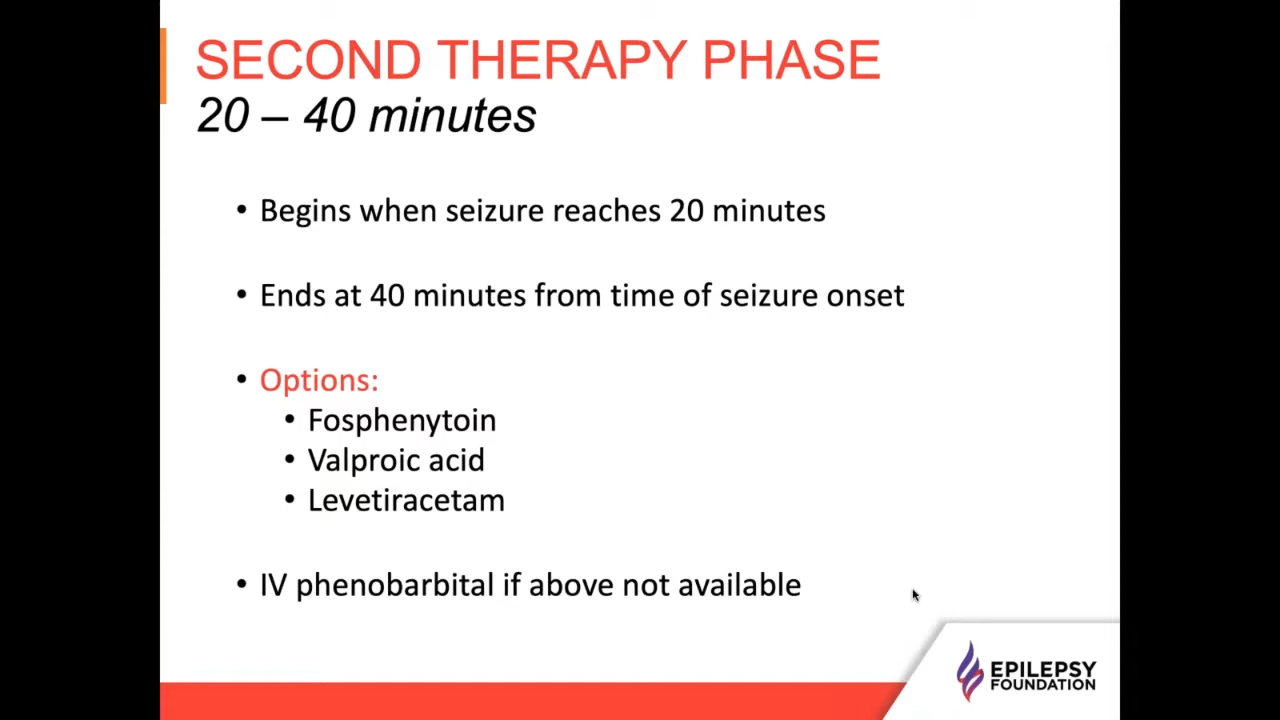 SECOND THERAPY PHASE
20 – 40 minutes
• Begins when seizure reaches 20 minutes
• Ends at 40 minutes from time of seizure onset
• Options:
• Fosphenytoin
• Valproic acid
• Levetiracetam
• IV phenobarbital if above not available
EPILEPSY
FOUNDATION